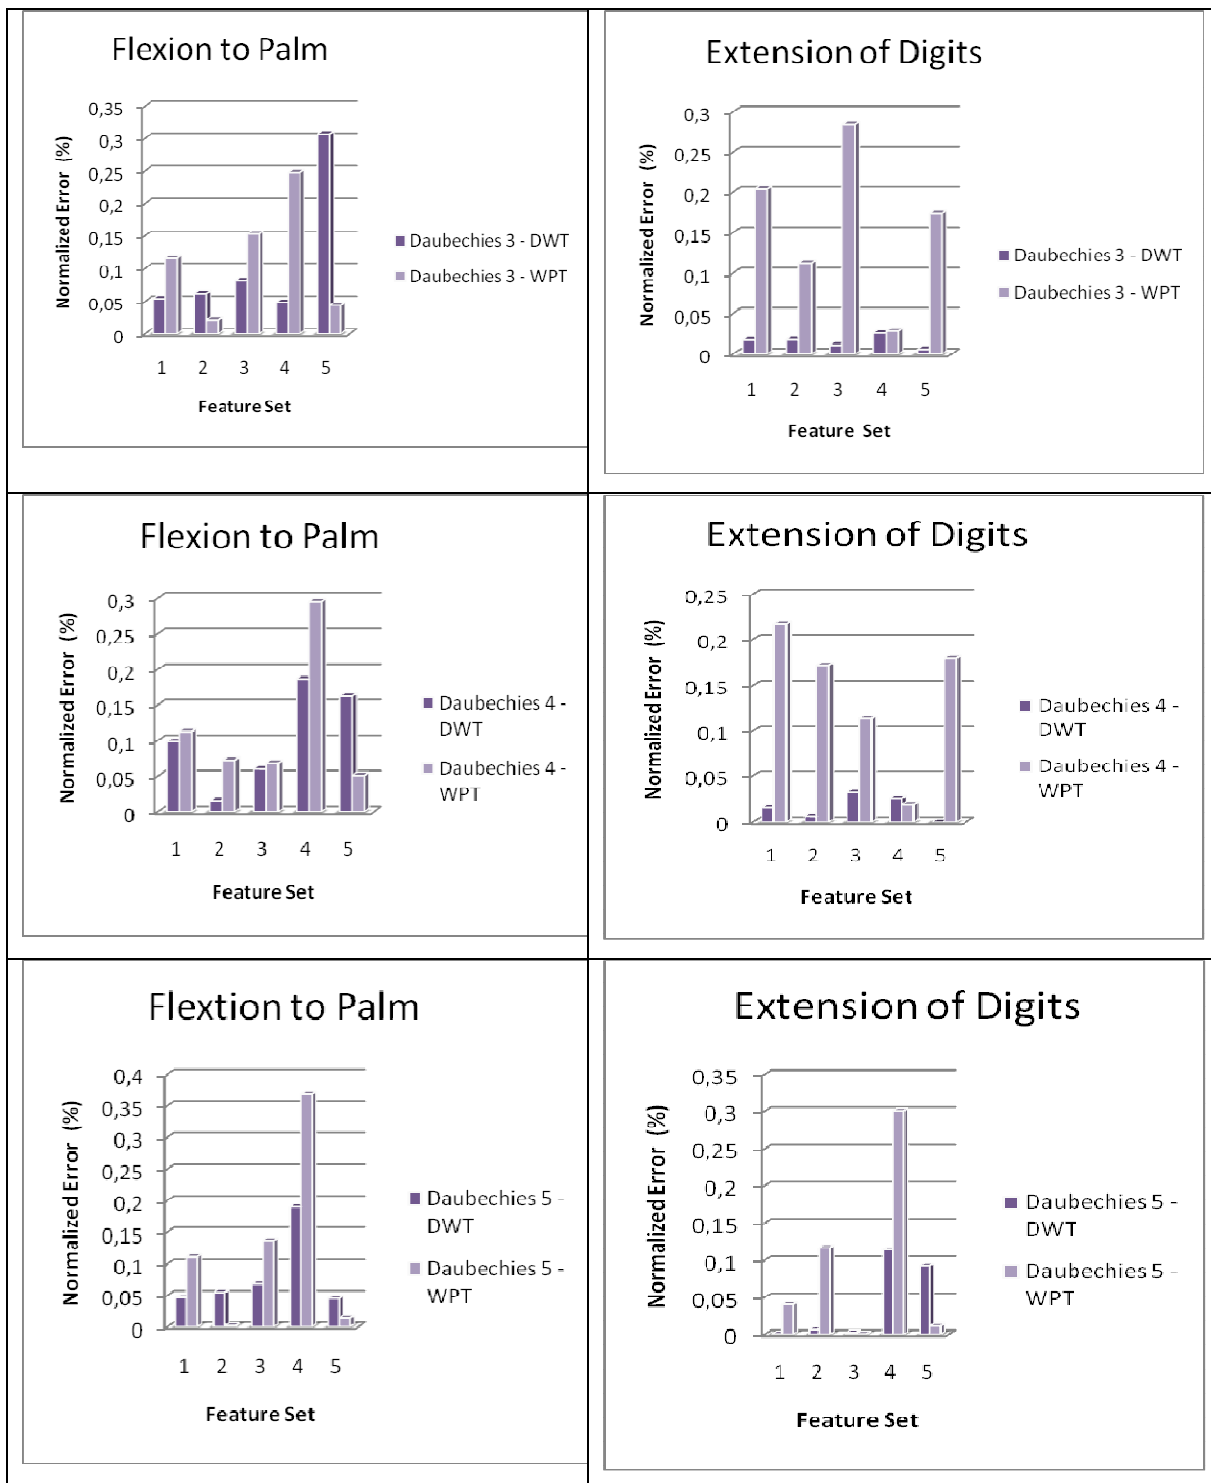 Flexion to Palm
0,35
0,3
0,25
0,2
0,15
0,1
0,05
0
Normalized Error (%)
1 2 3 4 5
Feature Set
Daubechies 3 - DWT
Daubechies 3 - WPT
Extension of Digits
0,3
0,25
0,2
0,15
0,1
0,05
0
Normalized Error (%)
1 2 3 4 5
Feature Set
Daubechies 3 - DWT
Daubechies 3 - WPT
Flexion to Palm
0,3
0,25
0,2
0,15
0,1
0,05
0
Normalized Error (%)
1 2 3 4 5
Feature Set
Daubechies 4 -
DWT
Daubechies 4 -
WPT
Extension of Digits
0,25
0,2
0,15
0,1
0,05
0
Normalized Error (%)
1 2 3 4 5
Feature Set
Daubechies 4 -
DWT
Daubechies 4 -
WPT
Flextion to Palm
0,4
0,35
0,3
0,25
0,2
0,15
0,1
0,05
0
Normalized Error (%)
1 2 3 4 5
Feature Set
Daubechies 5 -
DWT
Daubechies 5 -
WPT
Extension of Digits
0,35
0,3
0,25
0,2
0,15
0,1
0,05
0
Normalized Error (%)
1 2 3 4 5
Feature Set
Daubechies 5 -
DWT
Daubechies 5 -
WPT